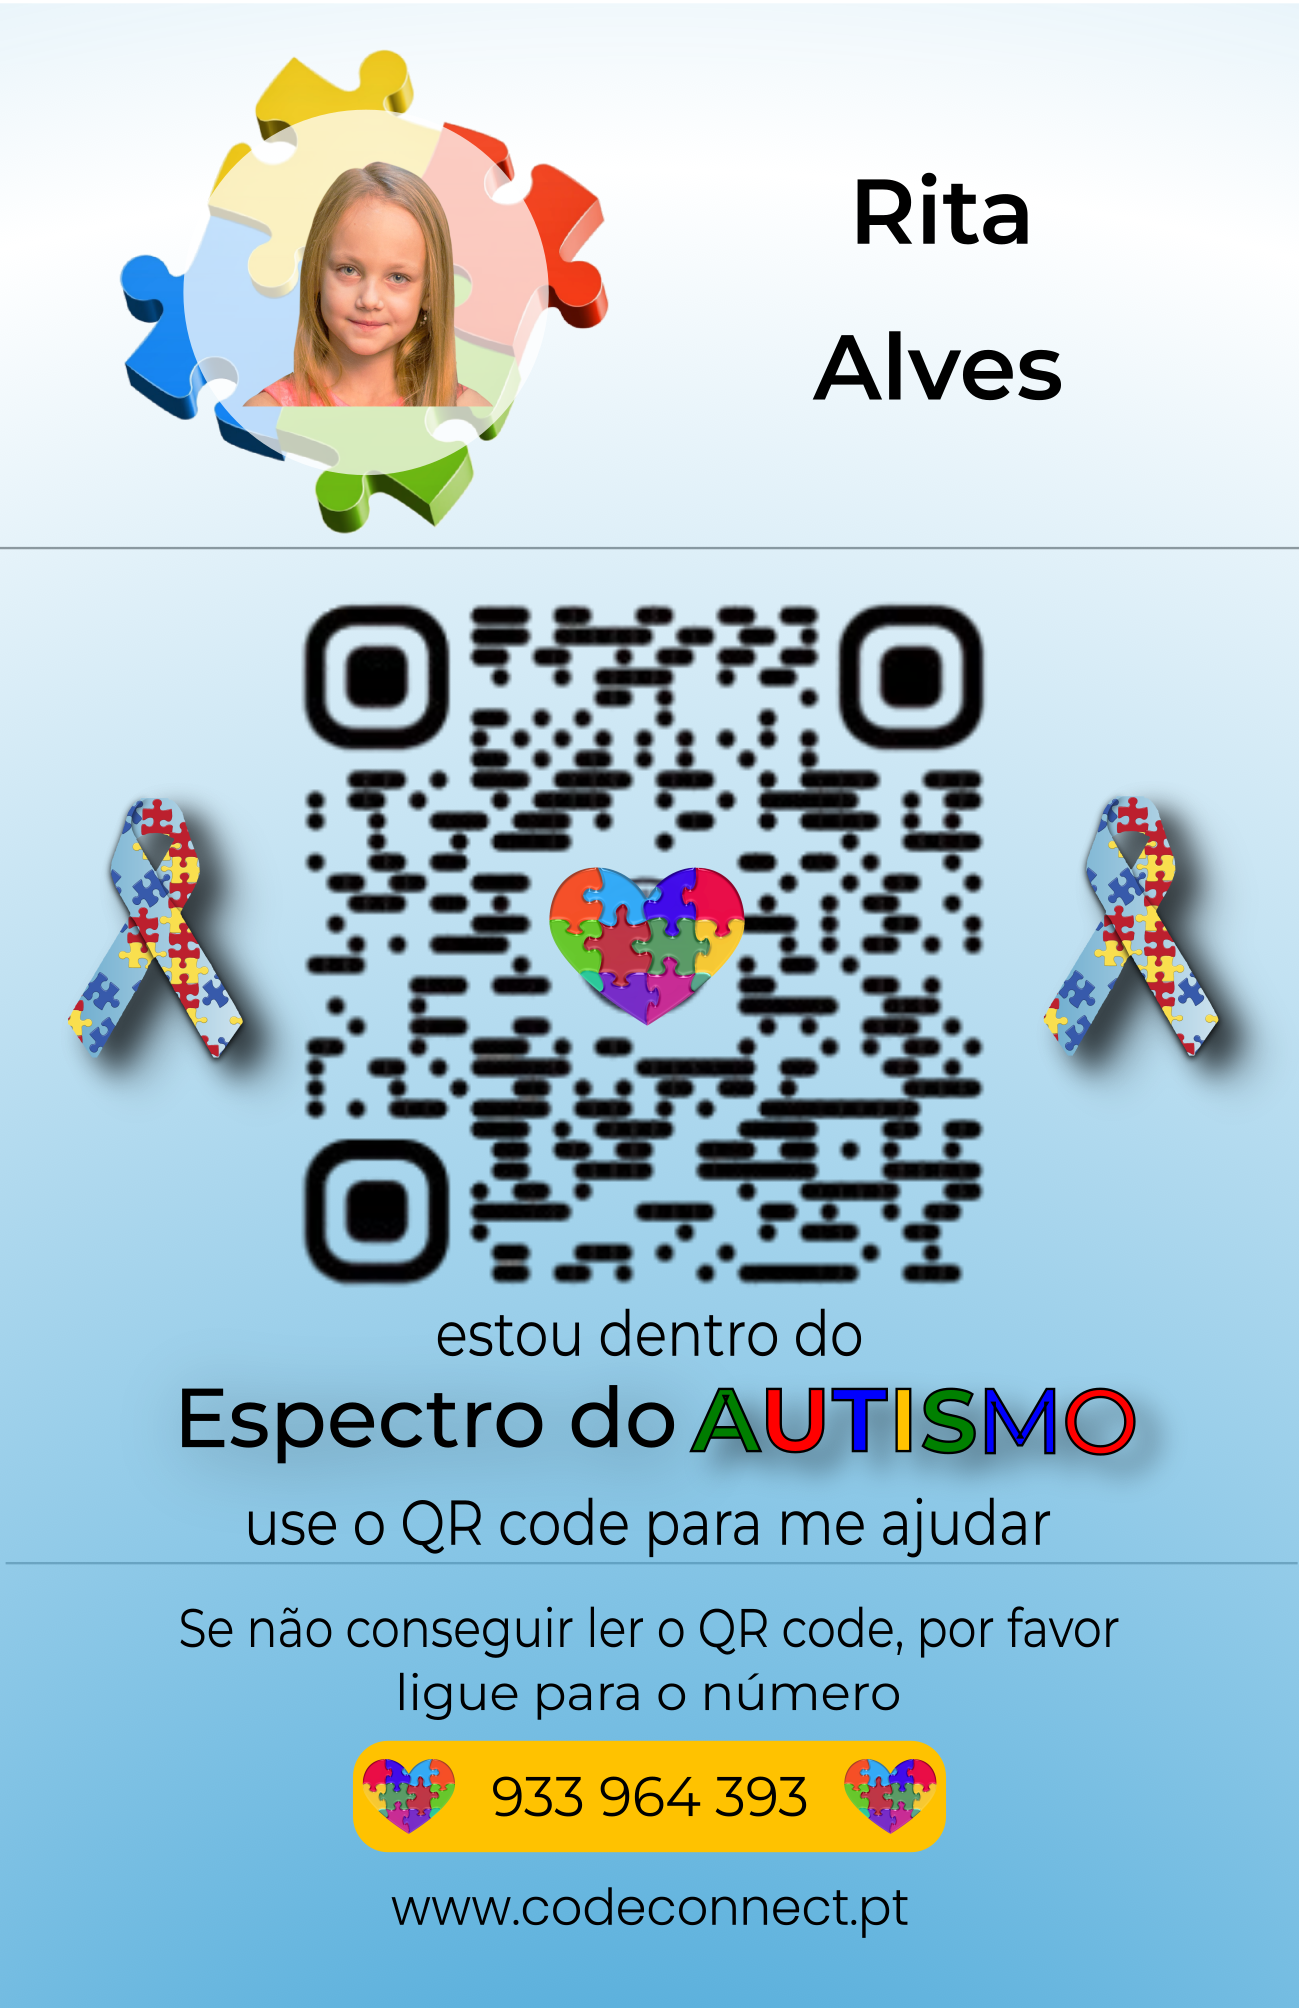 Rita
Alves
estou dentro do
Espectro do AUTISMO
use o QR code para me ajudar
Se não conseguir ler o QR code, por favor
ligue para o número
933 964 393
www.codeconnect.pt